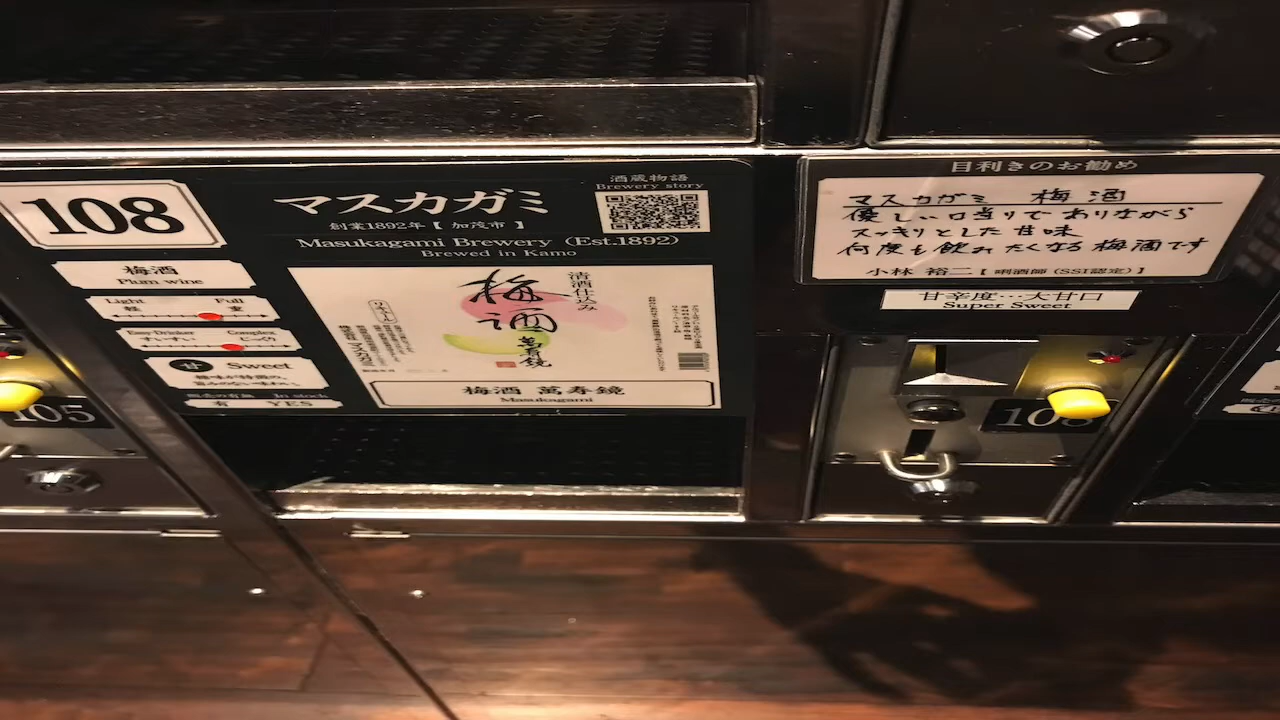 108
梅酒
Plum wine
Light Full
軽 重
Easy-Drinker Complex
すいすい じっくり
甘 Sweet
販売の有無 In stock
有 YES
マスカガミ
創業1892年【加茂市】
酒蔵物語
Brewery story
Masukagami Brewery (Est.1892)
Brewed in Kamo
清酒仕込み
梅酒
萬寿鏡
梅酒 萬寿鏡
Masukagami
目利きのお勧め
マスカガミ 梅酒
優しい口当りでありながら
スッキリとした甘味
何度も飲みたくなる梅酒です
小林 裕二【唎酒師 (SSI認定)】
甘辛度…大甘口
Super Sweet
108
105